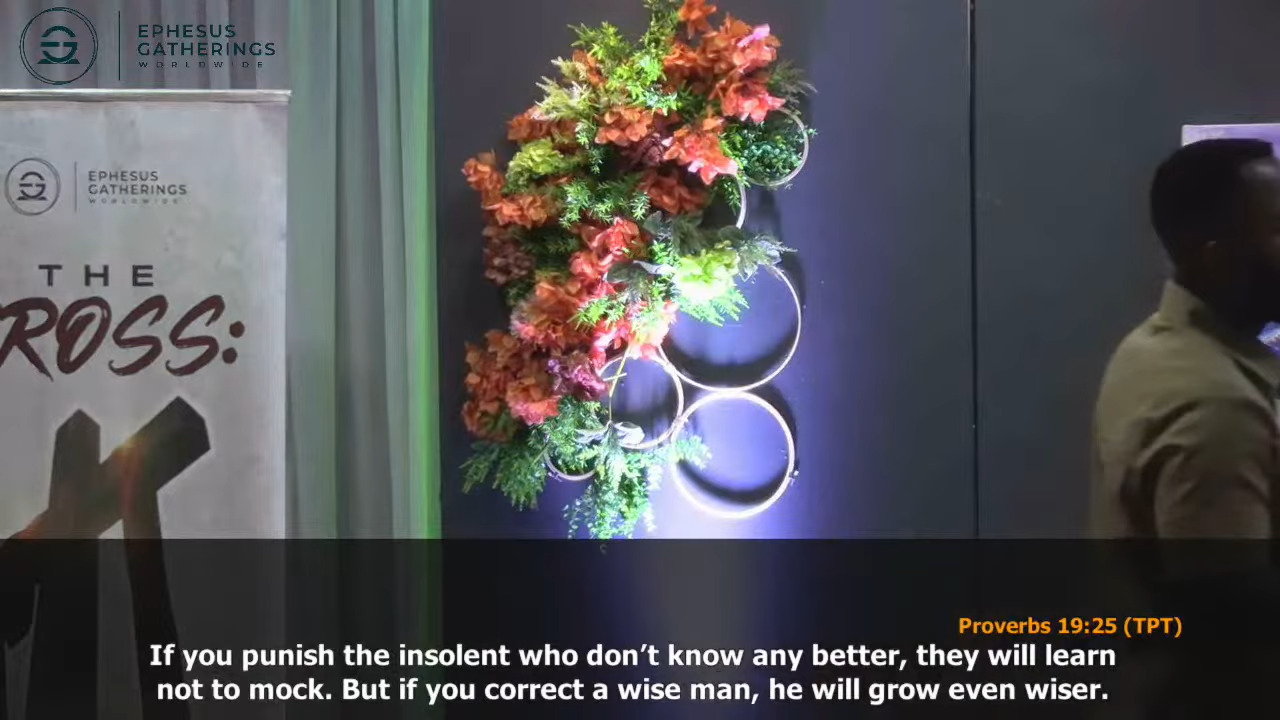 EPHESUS
GATHERINGS
WORLDWIDE
EPHESUS
GATHERINGS
WORLDWIDE
THE
ROSS:
Proverbs 19:25 (TPT)
If you punish the insolent who don’t know any better, they will learn
not to mock. But if you correct a wise man, he will grow even wiser.